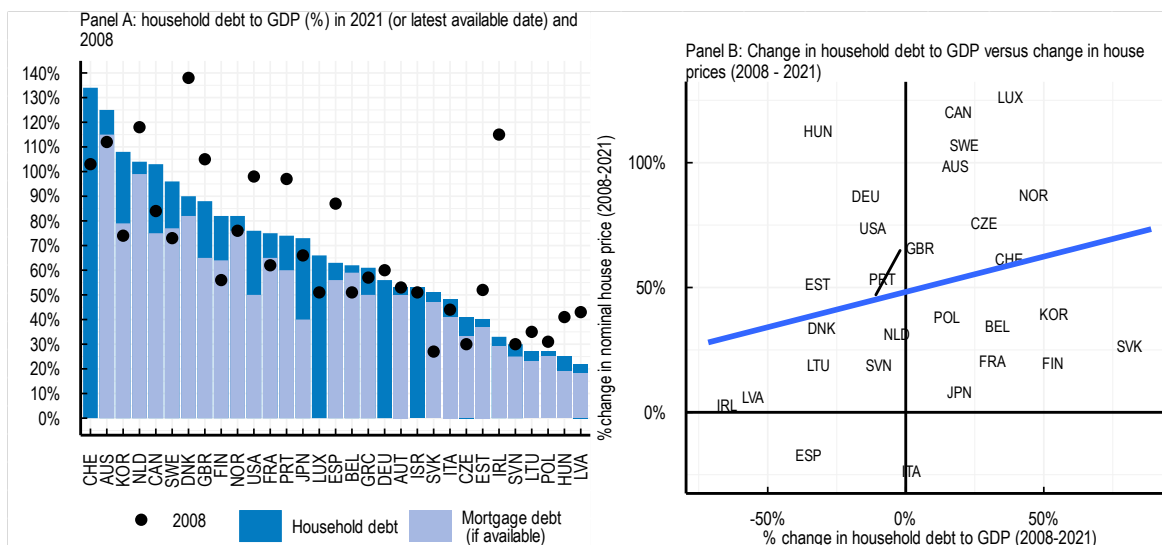 Panel A: household debt to GDP (%) in 2021 (or latest available date) and
2008
140%
130%
120%
110%
100%
90%
80%
70%
60%
50%
40%
30%
20%
10%
0%
CHE
AUS
KOR
NLD
CAN
SWE
DNK
GBR
FIN
NOR
USA
FRA
PRT
JPN
LUX
ESP
BEL
GRC
DEU
AUT
ISR
SVK
ITA
CZE
EST
IRL
SVN
LTU
POL
HUN
LVA
2008
Household debt
Mortgage debt
(if available)
Panel B: Change in household debt to GDP versus change in house
prices (2008 - 2021)
% change in nominal house price (2008-2021)
100%
50%
0%
LUX
CAN
HUN
SWE
AUS
DEU
NOR
USA
CZE
GBR
CHE
EST
PRT
DNK
NLD
POL
BEL
KOR
SVK
LTU
SVN
FRA
FIN
JPN
LVA
IRL
ESP
ITA
-50%
0%
50%
% change in household debt to GDP (2008-2021)